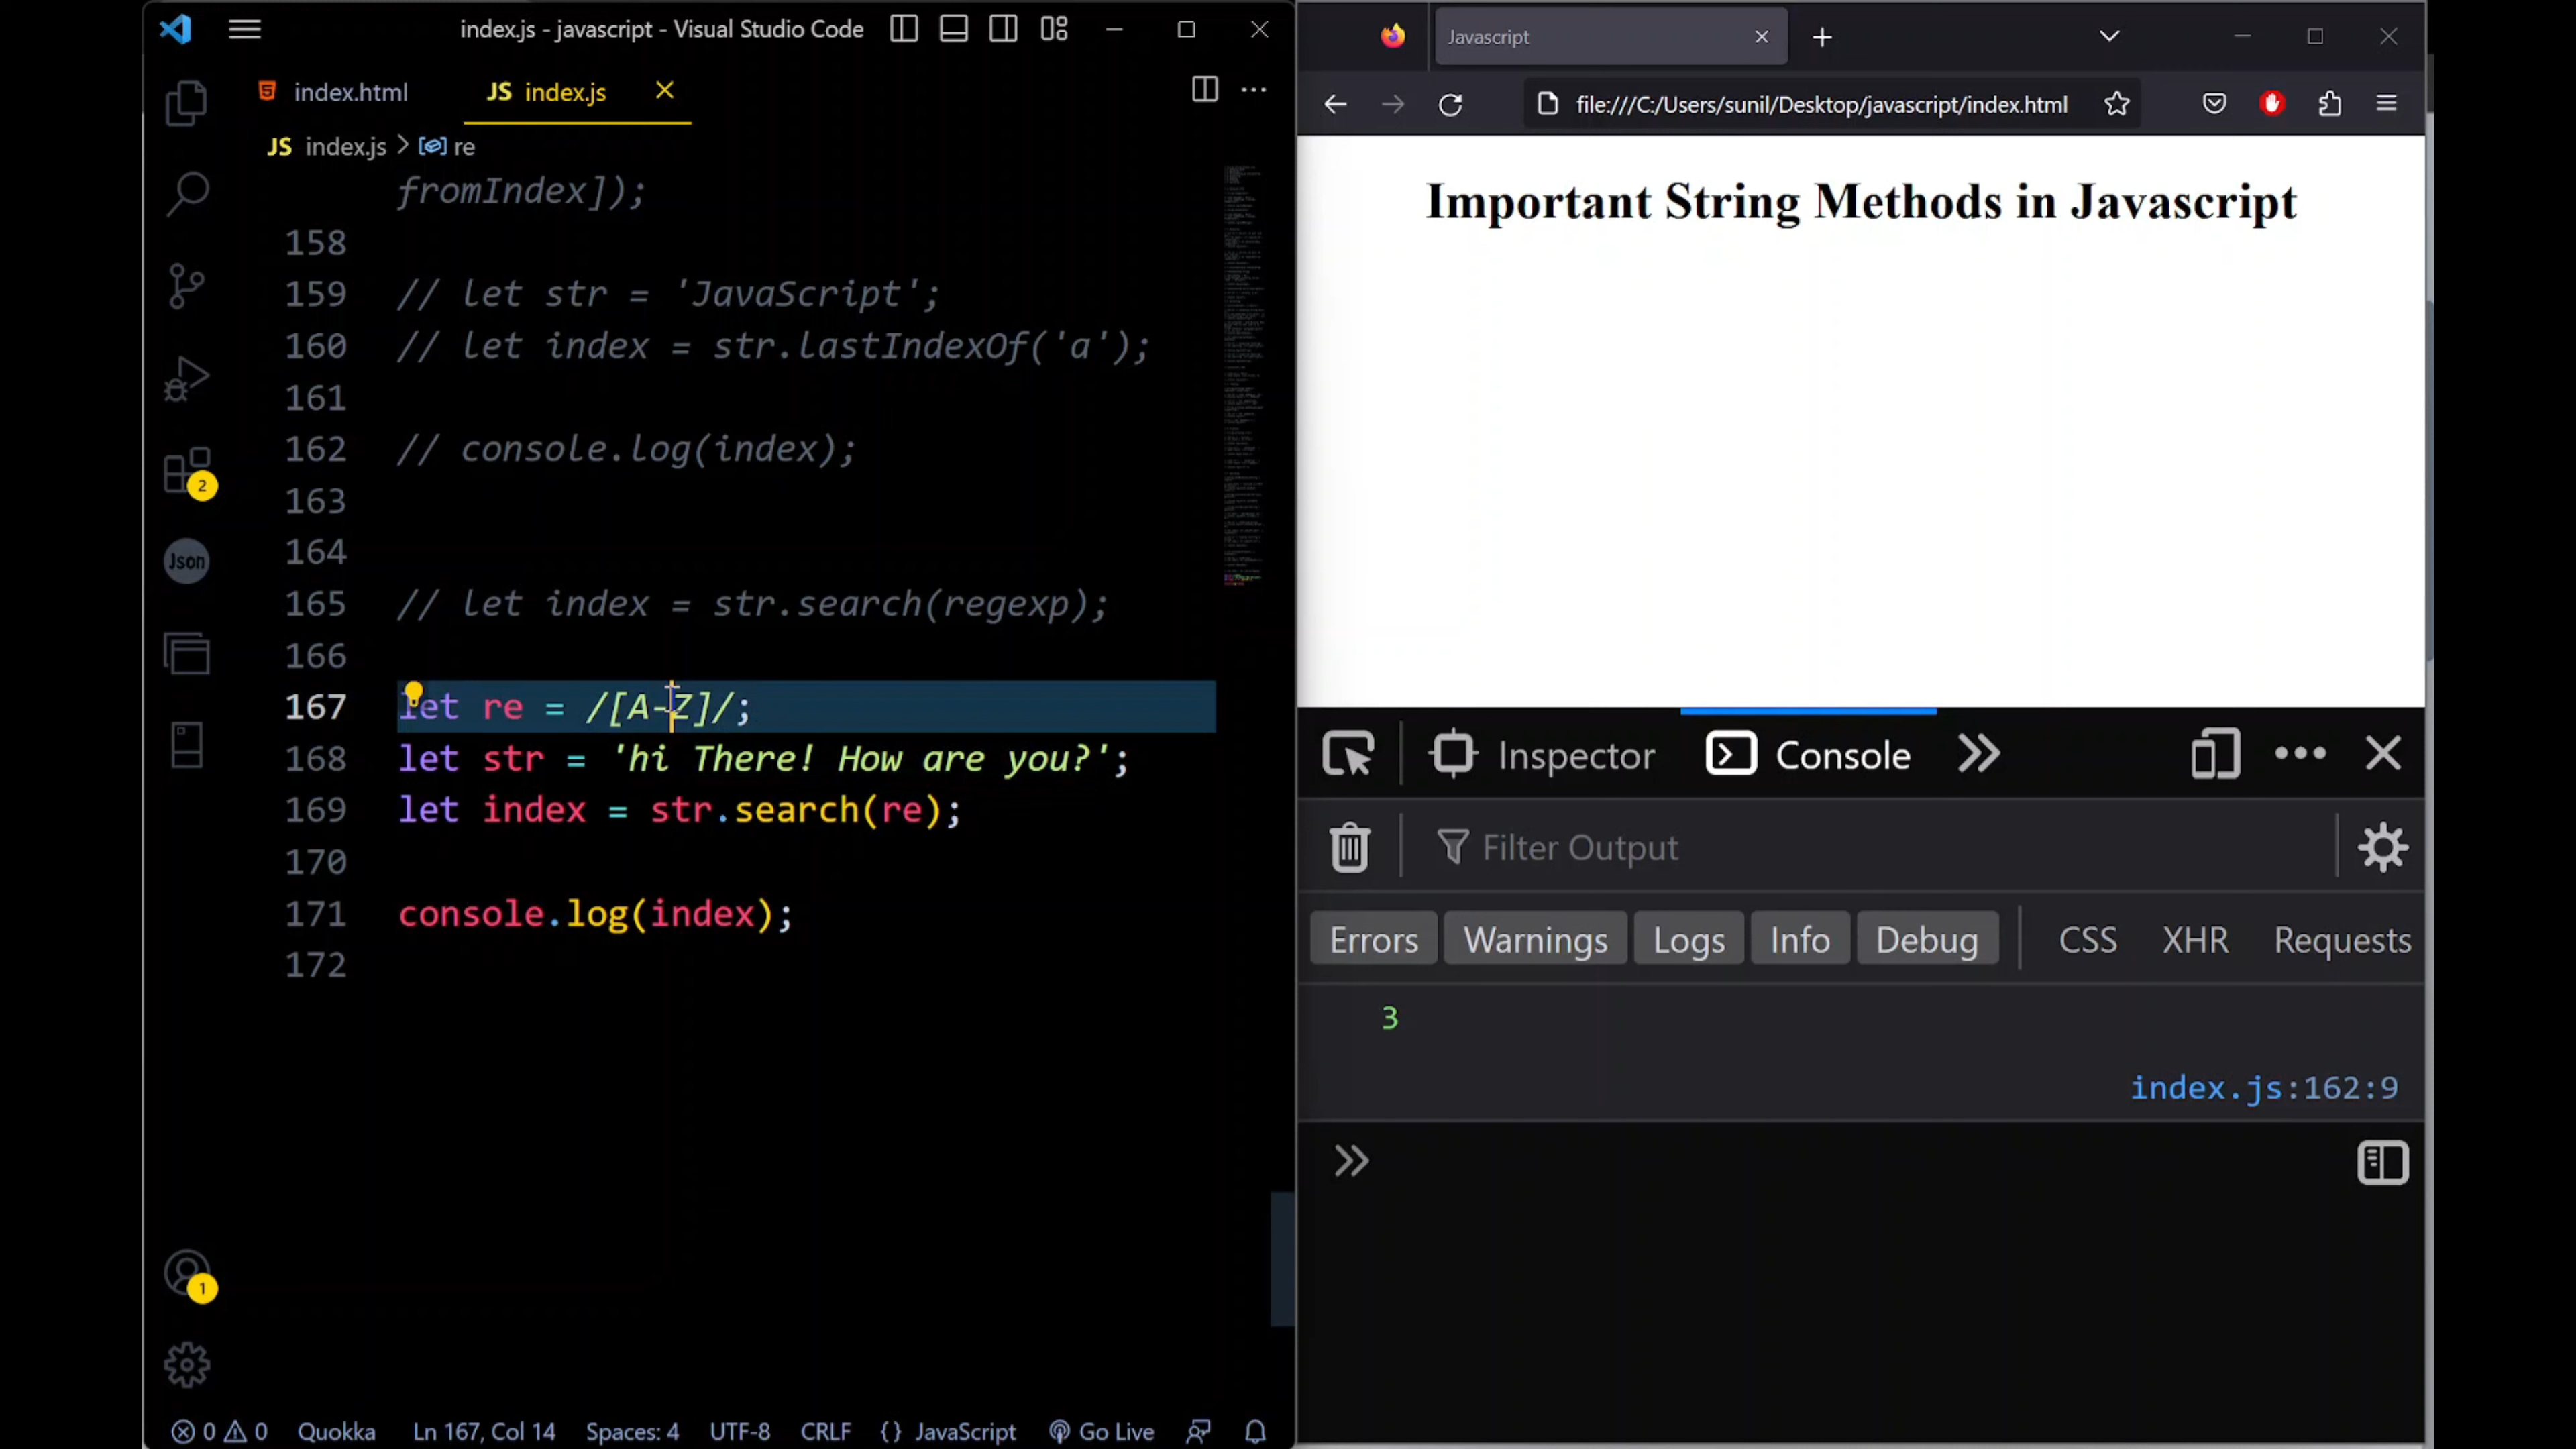 index.js - javascript - Visual Studio Code
index.html
JS index.js
JS index.js > re
fromIndex]);
158
159 // let str = 'JavaScript';
160 // let index = str.lastIndexOf('a');
161
162 // console.log(index);
163
164
165 // let index = str.search(regexp);
166
167 let re = /[A-Z]/;
168 let str = 'hi There! How are you?';
169 let index = str.search(re);
170
171 console.log(index);
172
2
Json
1
0 0 Quokka Ln 167, Col 14 Spaces: 4 UTF-8 CRLF {} JavaScript Go Live
Javascript
file:///C:/Users/sunil/Desktop/javascript/index.html
Important String Methods in Javascript
Inspector Console
Filter Output
Errors Warnings Logs Info Debug CSS XHR Requests
3
index.js:162:9